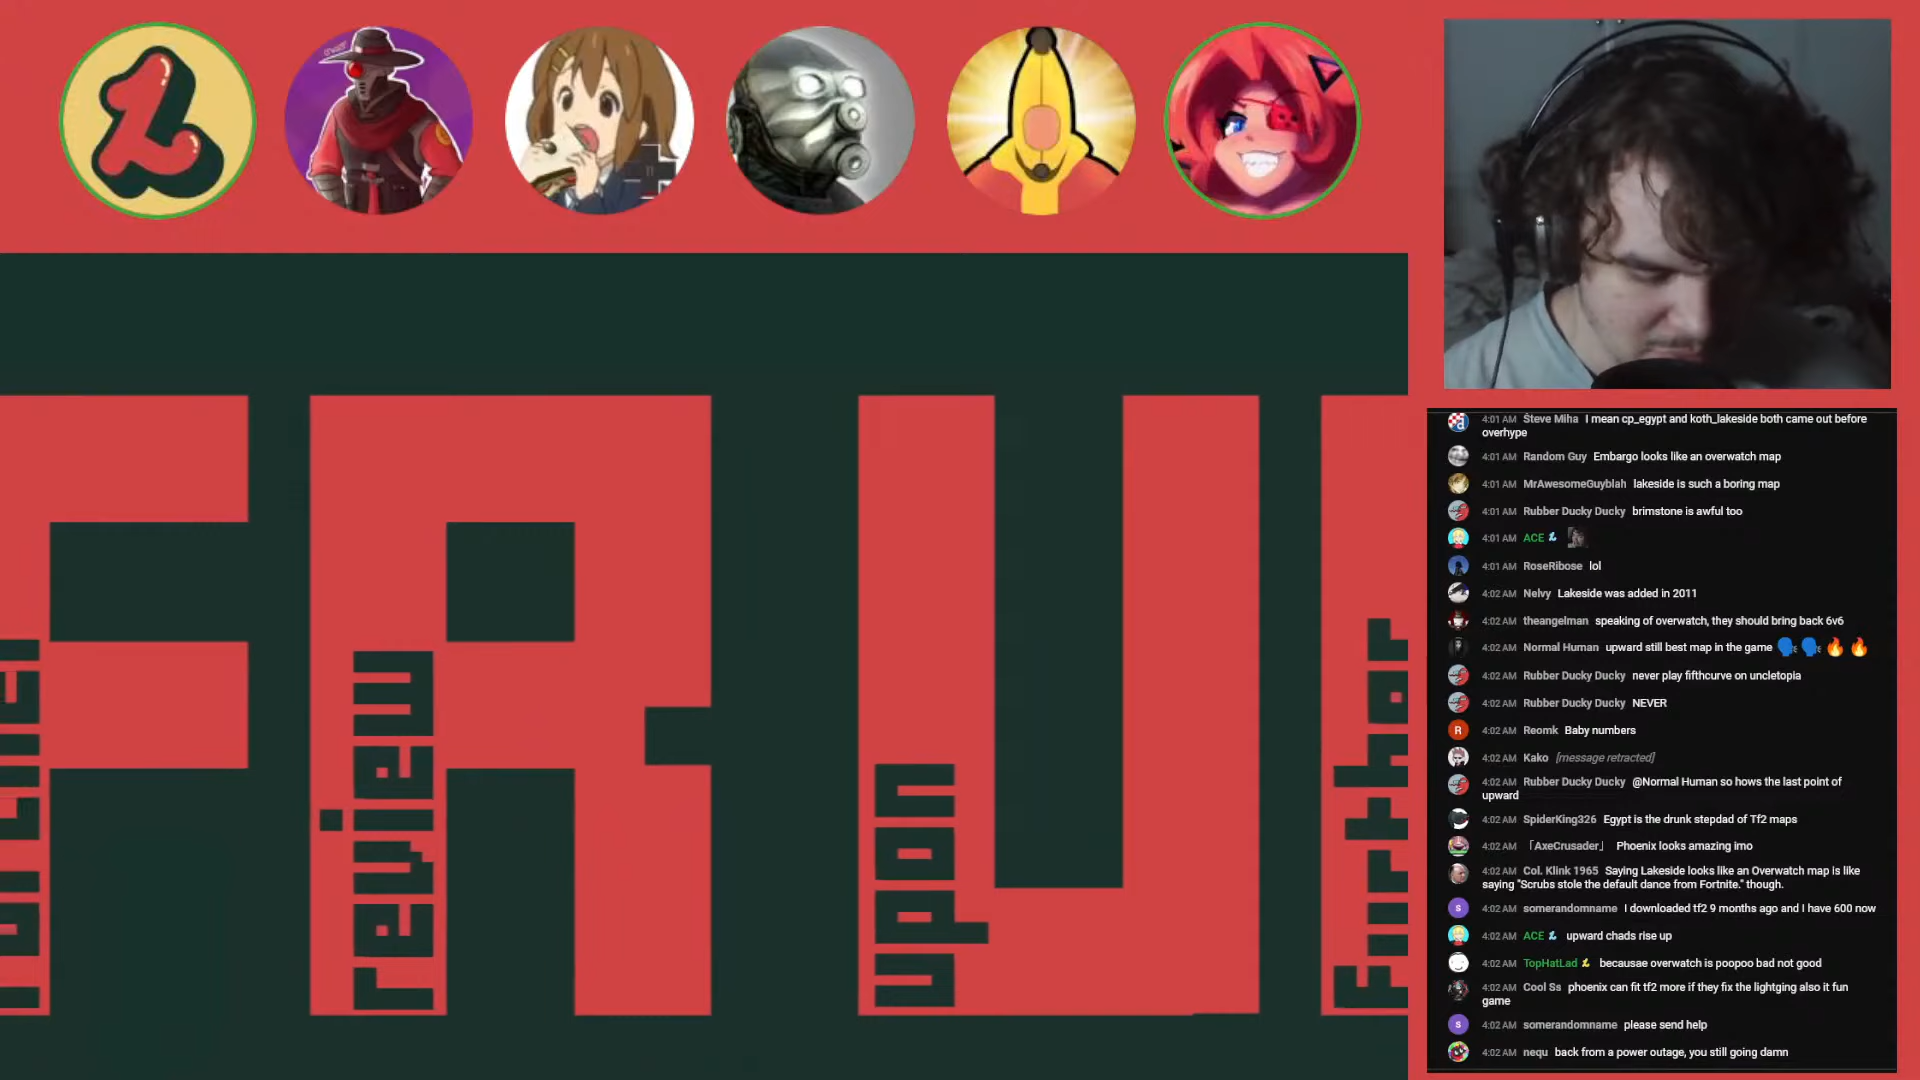 FR UP
review
upon
further
4:01 AM Steve Miha I mean cp_egypt and koth_lakeside both came out before
overhype
4:01 AM Random Guy Embargo looks like an overwatch map
4:01 AM MrAwesomeGuyblah lakeside is such a boring map
4:01 AM Rubber Ducky Ducky brimstone is awful too
4:01 AM ACE
4:01 AM RoseRibose lol
4:02 AM Nelvy Lakeside was added in 2011
4:02 AM theangelman speaking of overwatch, they should bring back 6v6
4:02 AM Normal Human upward still best map in the game 🗣️🗣️🔥🔥
4:02 AM Rubber Ducky Ducky never play fifthcurve on uncletopia
4:02 AM Rubber Ducky Ducky NEVER
R 4:02 AM Reomk Baby numbers
4:02 AM Kako [message retracted]
4:02 AM Rubber Ducky Ducky @Normal Human so hows the last point of
upward
4:02 AM SpiderKing326 Egypt is the drunk stepdad of Tf2 maps
4:02 AM 「AxeCrusader」 Phoenix looks amazing imo
4:02 AM Col. Klink 1965 Saying Lakeside looks like an Overwatch map is like
saying "Scrubs stole the default dance from Fortnite." though.
s 4:02 AM somerandomname I downloaded tf2 9 months ago and I have 600 now
4:02 AM ACE upward chads rise up
4:02 AM TopHatLad becausae overwatch is poopoo bad not good
4:02 AM Cool Ss phoenix can fit tf2 more if they fix the lightging also it fun
game
s 4:02 AM somerandomname please send help
4:02 AM nequ back from a power outage, you still going damn